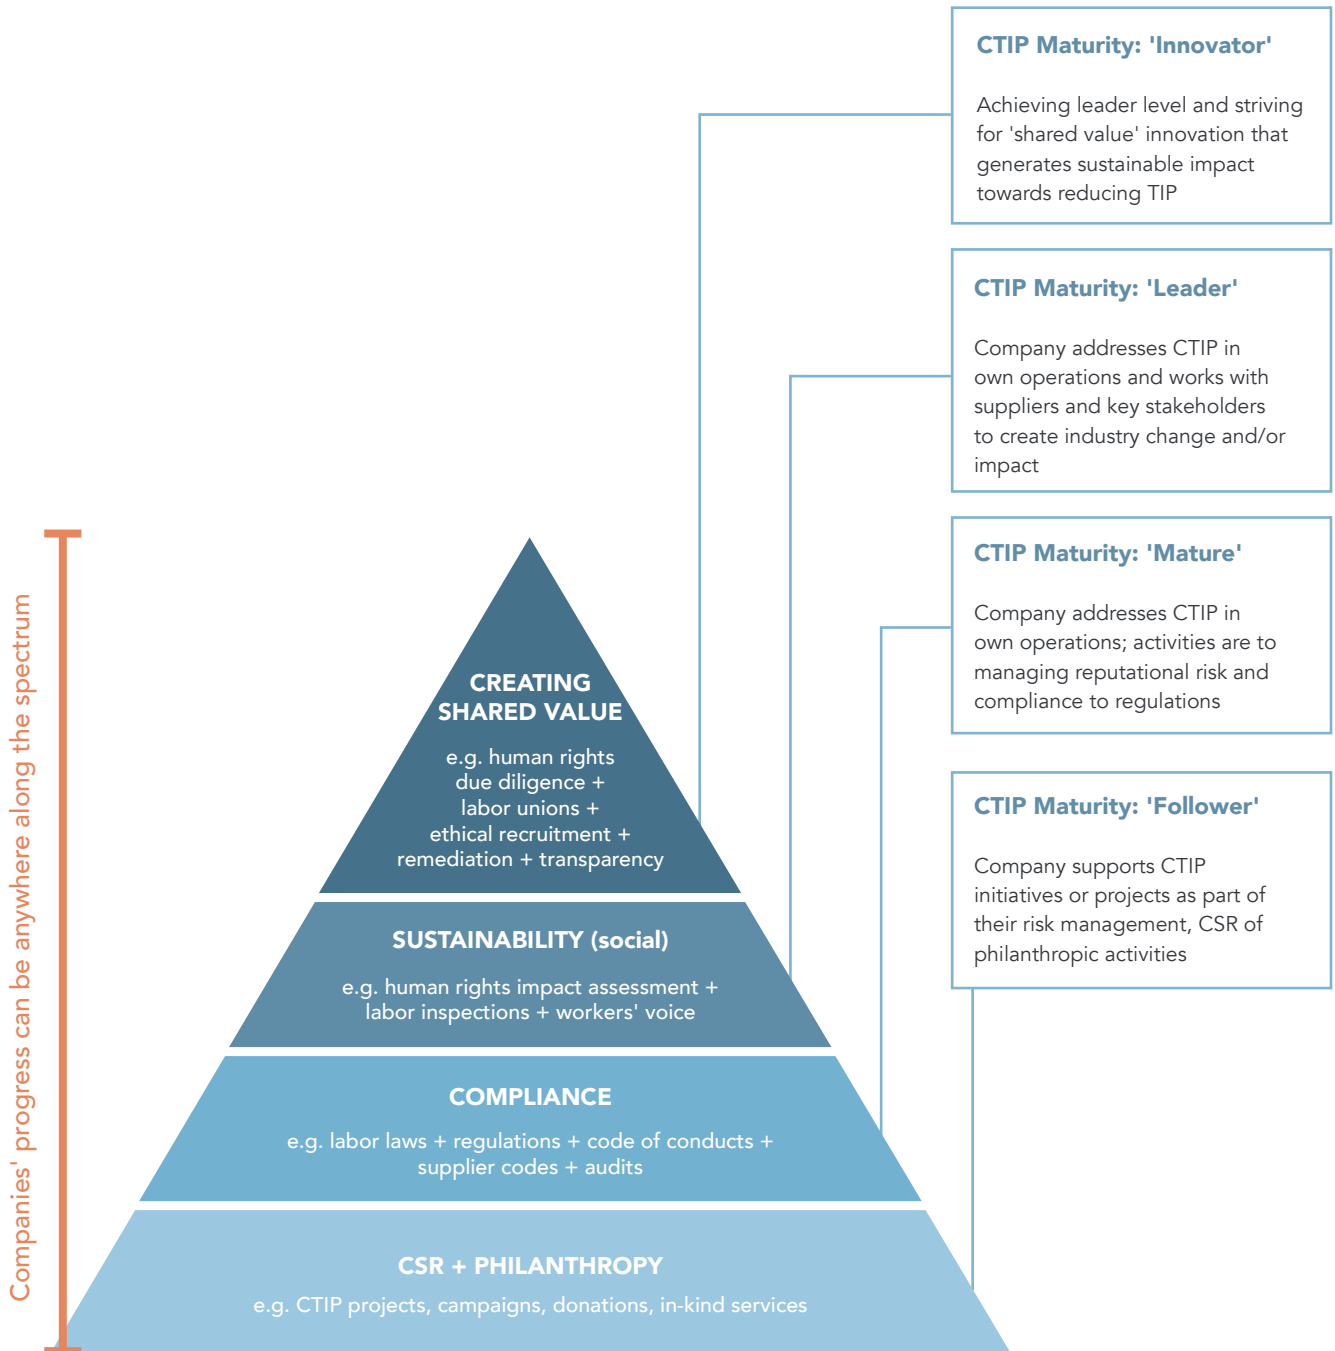 CTIP Maturity: 'Innovator'
Achieving leader level and striving
for 'shared value' innovation that
generates sustainable impact
towards reducing TIP
CTIP Maturity: 'Leader'
Company addresses CTIP in
own operations and works with
suppliers and key stakeholders
to create industry change and/or
impact
CTIP Maturity: 'Mature'
Company addresses CTIP in
own operations; activities are to
managing reputational risk and
compliance to regulations
CTIP Maturity: 'Follower'
Company supports CTIP
initiatives or projects as part of
their risk management, CSR of
philanthropic activities
Companies' progress can be anywhere along the spectrum
CREATING
SHARED VALUE
e.g. human rights
due diligence +
labor unions +
ethical recruitment +
remediation + transparency
SUSTAINABILITY (social)
e.g. human rights impact assessment +
labor inspections + workers' voice
COMPLIANCE
e.g. labor laws + regulations + code of conducts +
supplier codes + audits
CSR + PHILANTHROPY
e.g. CTIP projects, campaigns, donations, in-kind services